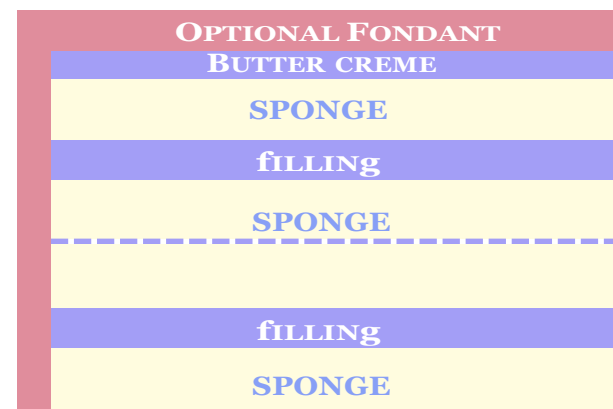 OPTIONAL FONDANT
BUTTER CREME
SPONGE
fILLINg
SPONGE
fILLINg
SPONGE